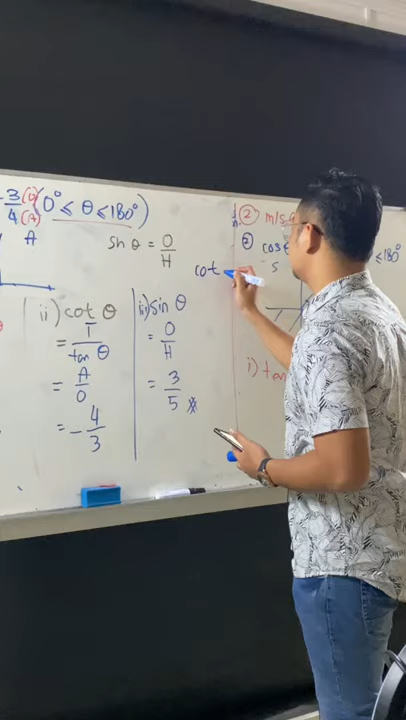 -3/4 (O)/(A) (0° ≤ θ ≤ 180°)
A
sin θ = O/H
cot
ii) cot θ
= 1/tan θ
= A/O
= -4/3
iii) sin θ
= O/H
= 3/5
② m/s
cos
≤180°
5
i) tan